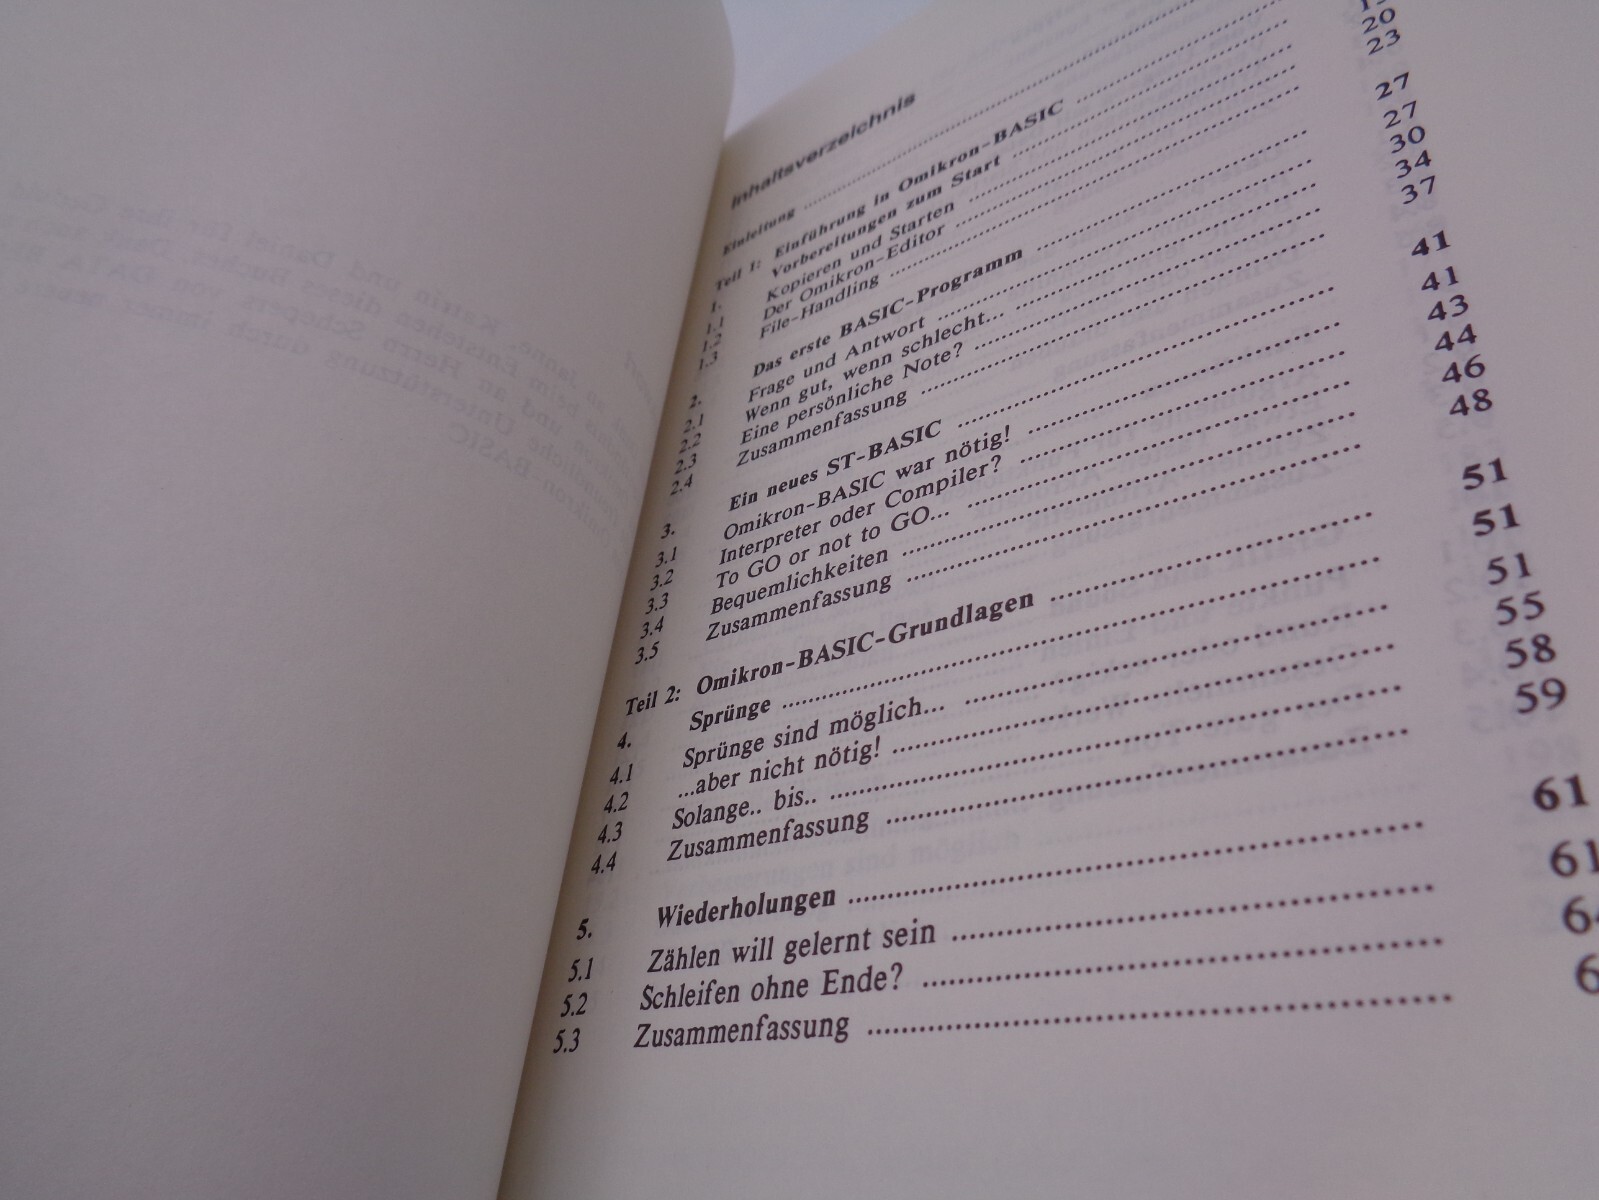 Inhaltsverzeichnis
Einleitung ........................
Teil 1: Einführung in Omikron-BASIC ........................
1. Vorbereitungen zum Start ........................
1.1 Kopieren und Starten ........................
1.2 Der Omikron-Editor ........................ 20
1.3 File-Handling ........................ 23
2. Das erste BASIC-Programm ........................ 27
2.1 Frage und Antwort ........................ 27
2.2 Wenn gut, wenn schlecht... ........................ 30
2.3 Eine persönliche Note? ........................ 34
2.4 Zusammenfassung ........................ 37
3. Ein neues ST-BASIC ........................ 41
3.1 Omikron-BASIC war nötig! ........................ 41
3.2 Interpreter oder Compiler? ........................ 43
3.3 To GO or not to GO... ........................ 44
3.4 Bequemlichkeiten ........................ 46
3.5 Zusammenfassung ........................ 48
Teil 2: Omikron-BASIC-Grundlagen ........................ 51
4. Sprünge ........................ 51
4.1 Sprünge sind möglich... ........................ 51
4.2 ...aber nicht nötig! ........................ 55
4.3 Solange.. bis.. ........................ 58
4.4 Zusammenfassung ........................ 59
5. Wiederholungen ........................ 61
5.1 Zählen will gelernt sein ........................ 61
5.2 Schleifen ohne Ende? ........................ 64
5.3 Zusammenfassung ........................